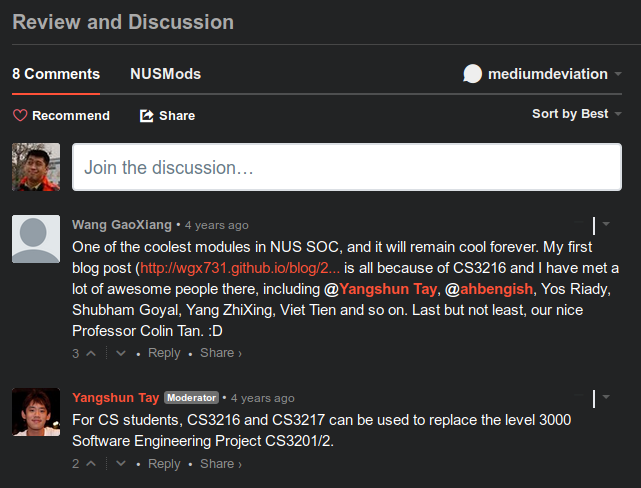 Review and Discussion
8 Comments NUSMods mediumdeviation
Recommend Share Sort by Best
Join the discussion…
Wang GaoXiang • 4 years ago
One of the coolest modules in NUS SOC, and it will remain cool forever. My first
blog post (http://wgx731.github.io/blog/2... is all because of CS3216 and I have met a
lot of awesome people there, including @Yangshun Tay, @ahbengish, Yos Riady,
Shubham Goyal, Yang ZhiXing, Viet Tien and so on. Last but not least, our nice
Professor Colin Tan. :D
3 • Reply • Share ›
Yangshun Tay Moderator • 4 years ago
For CS students, CS3216 and CS3217 can be used to replace the level 3000
Software Engineering Project CS3201/2.
2 • Reply • Share ›